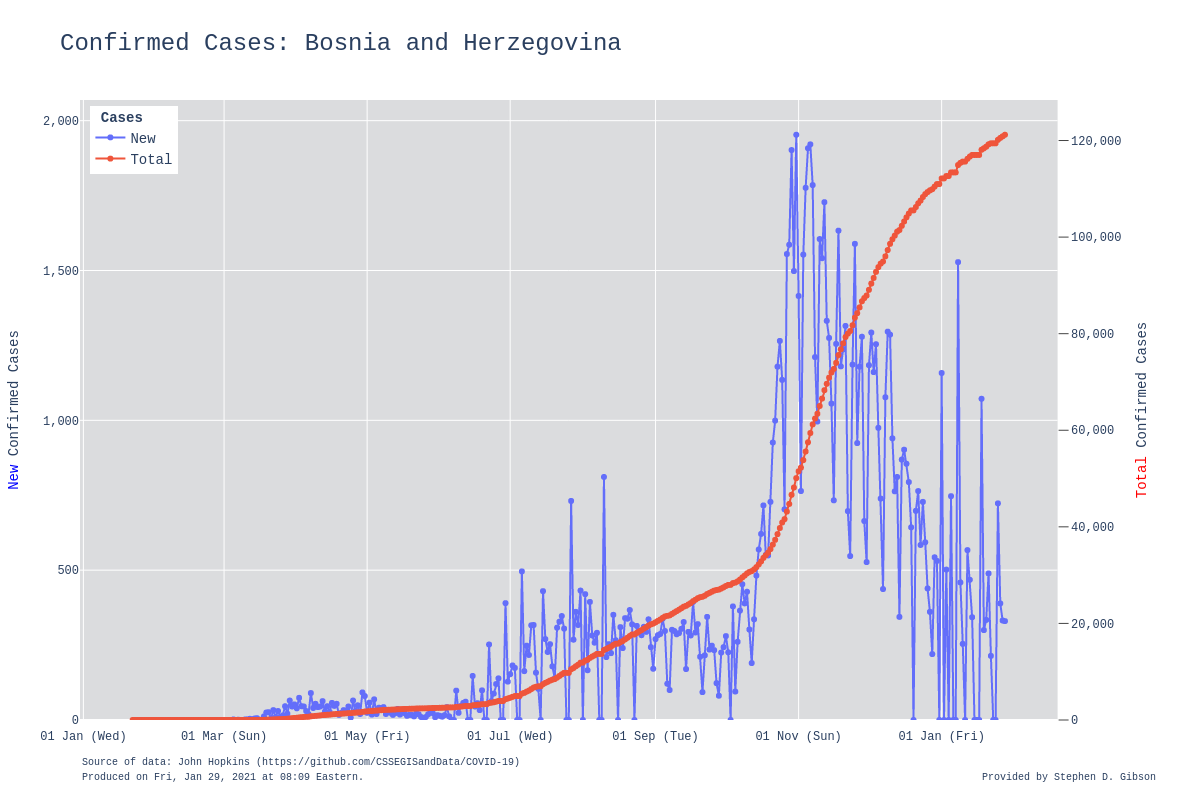 Confirmed Cases: Bosnia and Herzegovina
Cases
New
Total
2,000
1,500
1,000
500
0
New Confirmed Cases
120,000
100,000
80,000
60,000
40,000
20,000
0
Total Confirmed Cases
01 Jan (Wed)
01 Mar (Sun)
01 May (Fri)
01 Jul (Wed)
01 Sep (Tue)
01 Nov (Sun)
01 Jan (Fri)
Source of data: John Hopkins (https://github.com/CSSEGISandData/COVID-19)
Produced on Fri, Jan 29, 2021 at 08:09 Eastern.
Provided by Stephen D. Gibson